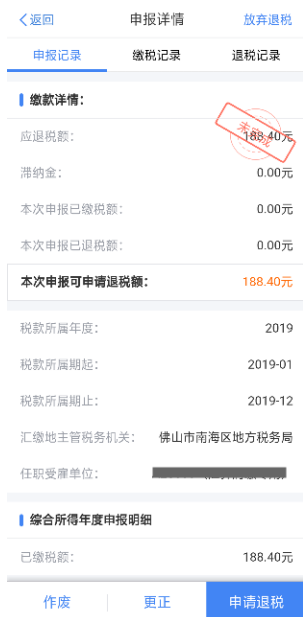 返回 申报详情 放弃退税
申报记录 缴税记录 退税记录
缴款详情：
应退税额： 188.40元
未完成
滞纳金： 0.00元
本次申报已缴税额： 0.00元
本次申报已退税额： 0.00元
本次申报可申请退税额： 188.40元
税款所属年度： 2019
税款所属期起： 2019-01
税款所属期止： 2019-12
汇缴地主管税务机关： 佛山市南海区地方税务局
任职受雇单位：
综合所得年度申报明细
已缴税额： 188.40元
作废 更正 申请退税